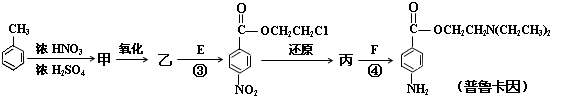 CH₃
浓 HNO₃
浓 H₂SO₄
甲
氧化
乙
E
③
O
C
OCH₂CH₂Cl
NO₂
还原
丙
F
④
O
C
OCH₂CH₂N(CH₂CH₃)₂
NH₂
(普鲁卡因)